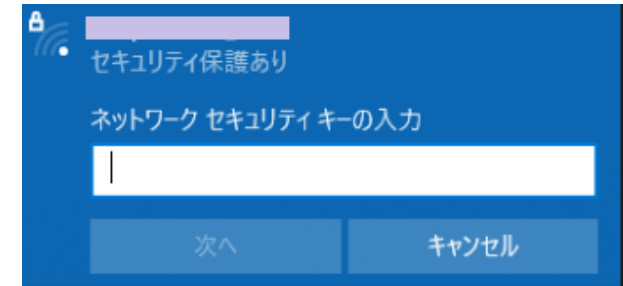 セキュリティ保護あり
ネットワーク セキュリティ キーの入力
次へ
キャンセル